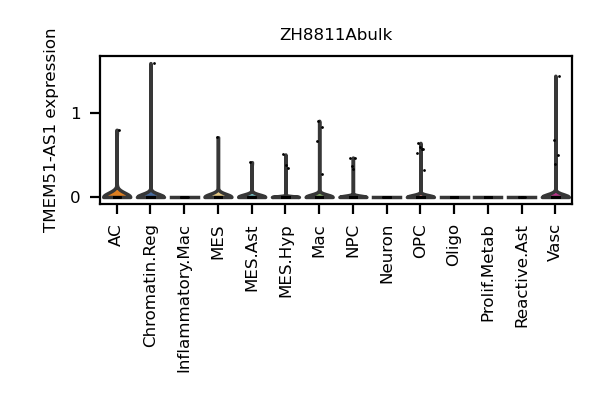 ZH8811Abulk
TMEM51-AS1 expression
1
0
AC
Chromatin.Reg
Inflammatory.Mac
MES
MES.Ast
MES.Hyp
Mac
NPC
Neuron
OPC
Oligo
Prolif.Metab
Reactive.Ast
Vasc